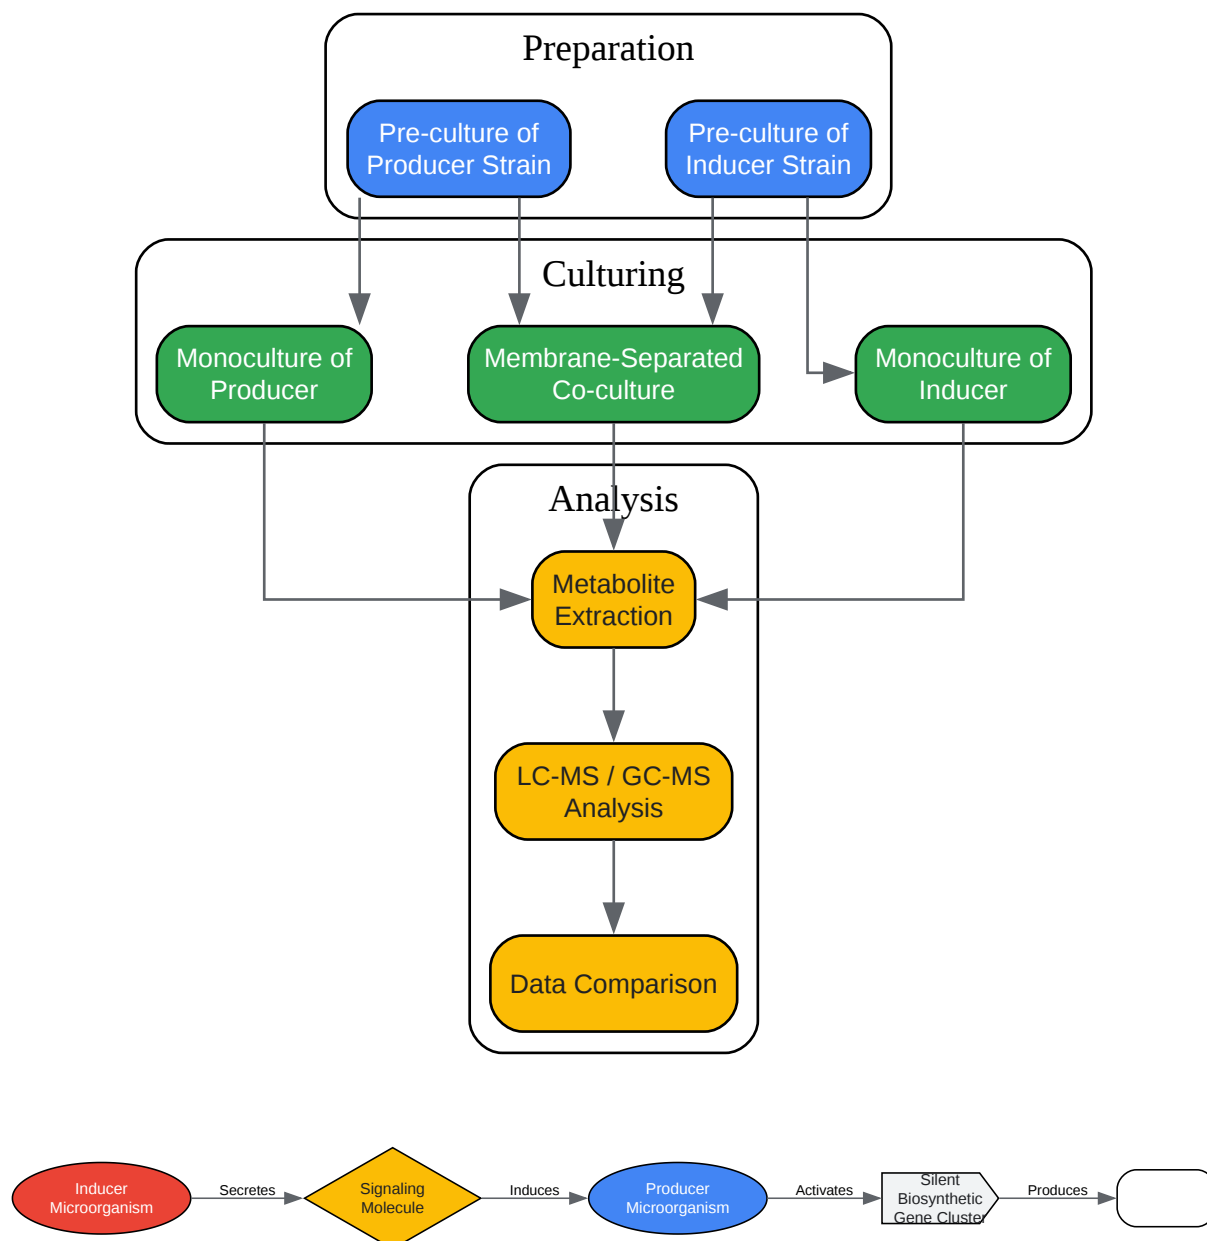 Preparation
Pre-culture of
Producer Strain
Pre-culture of
Inducer Strain
Culturing
Monoculture of
Producer
Membrane-Separated
Co-culture
Monoculture of
Inducer
Analysis
Metabolite
Extraction
LC-MS / GC-MS
Analysis
Data Comparison
Inducer
Microorganism
Secretes
Signaling
Molecule
Induces
Producer
Microorganism
Activates
Silent
Biosynthetic
Gene Cluster
Produces